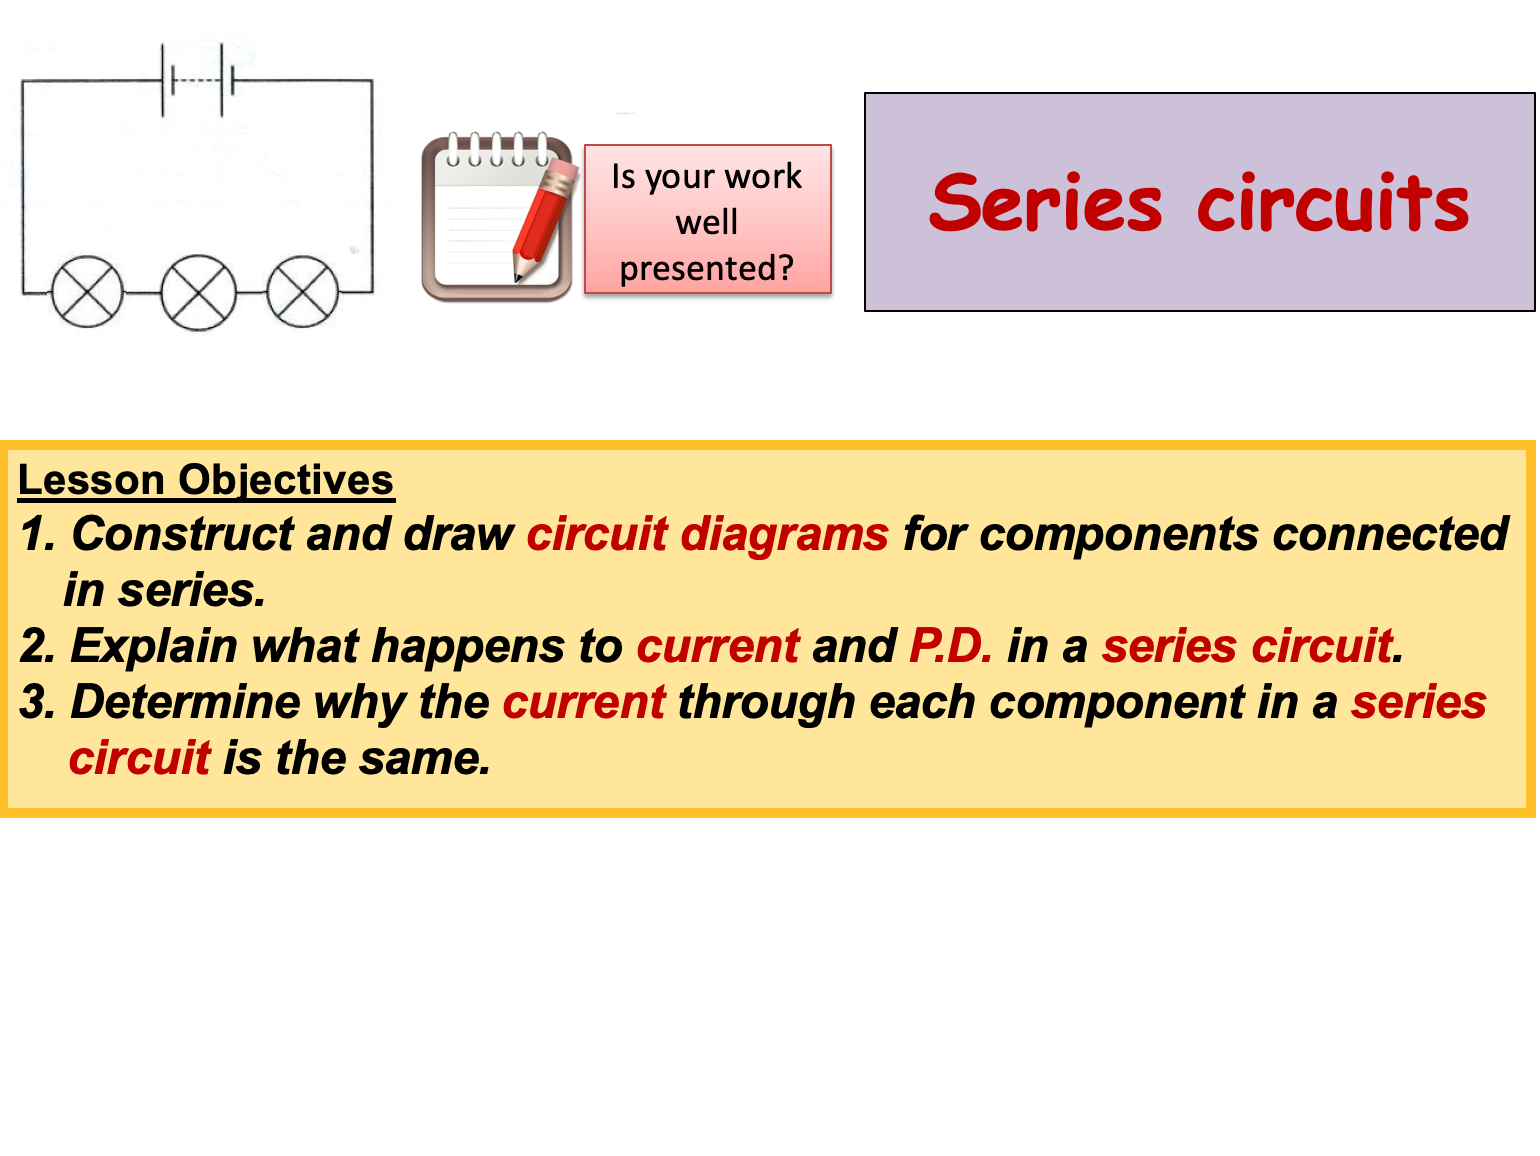 Is your work
well
presented?
Series circuits
Lesson Objectives
1. Construct and draw circuit diagrams for components connected
in series.
2. Explain what happens to current and P.D. in a series circuit.
3. Determine why the current through each component in a series
circuit is the same.